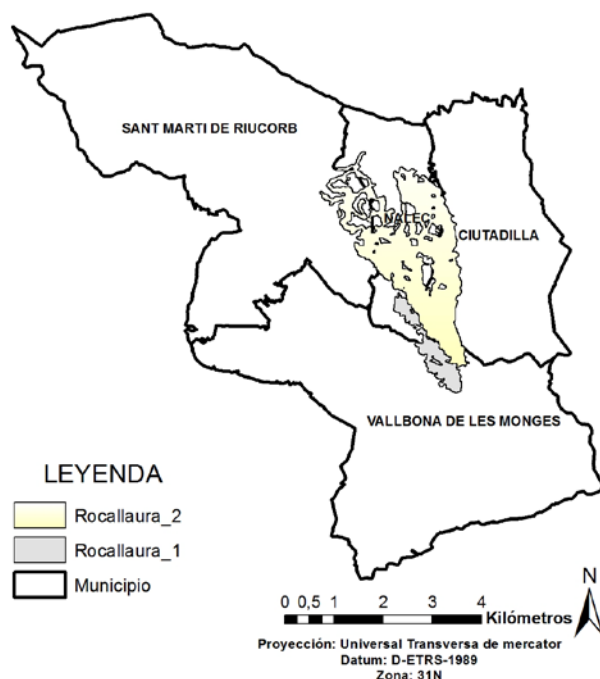 SANT MARTI DE RIUCORB
NALEC
CIUTADILLA
VALLBONA DE LES MONGES
LEYENDA
Rocallaura_2
Rocallaura_1
Municipio
N
0 0,5 1 2 3 4
Kilómetros
Proyección: Universal Transversa de mercator
Datum: D-ETRS-1989
Zona: 31N